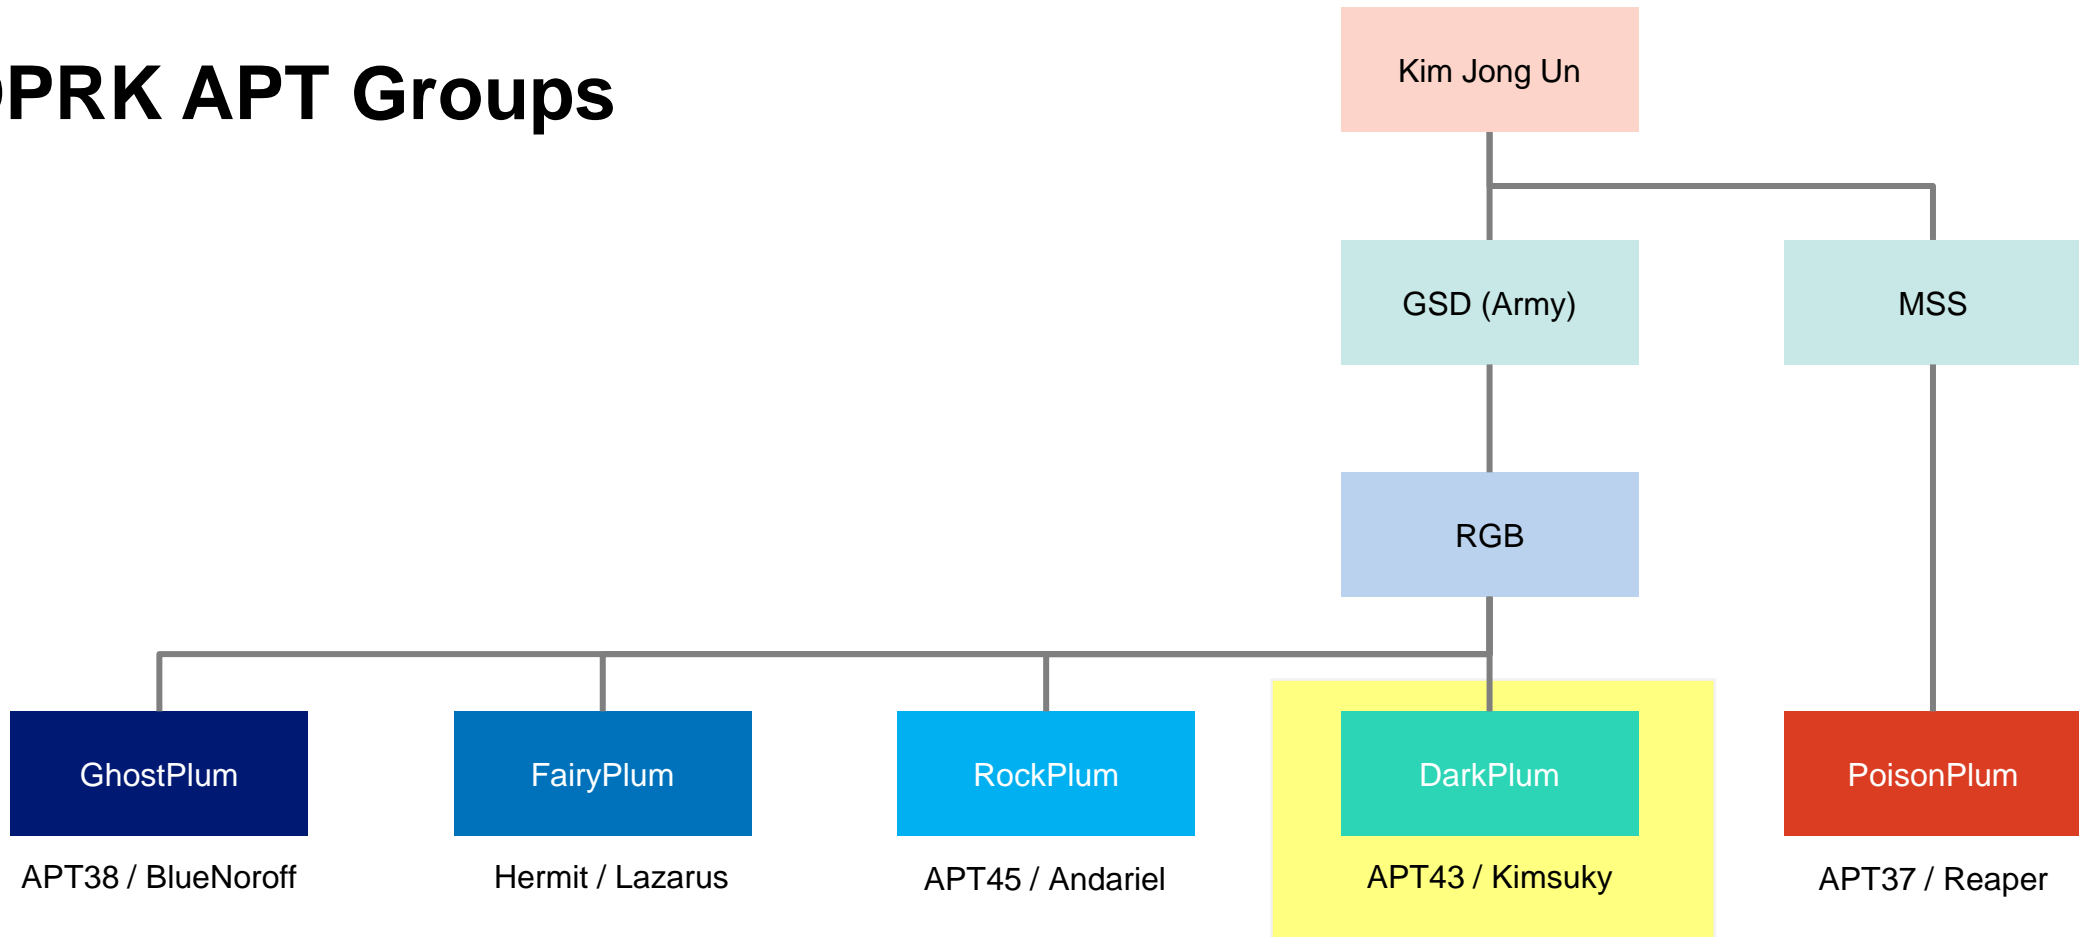 DPRK APT Groups
Kim Jong Un
GSD (Army)
MSS
RGB
GhostPlum
FairyPlum
RockPlum
DarkPlum
PoisonPlum
APT38 / BlueNoroff
Hermit / Lazarus
APT45 / Andariel
APT43 / Kimsuky
APT37 / Reaper